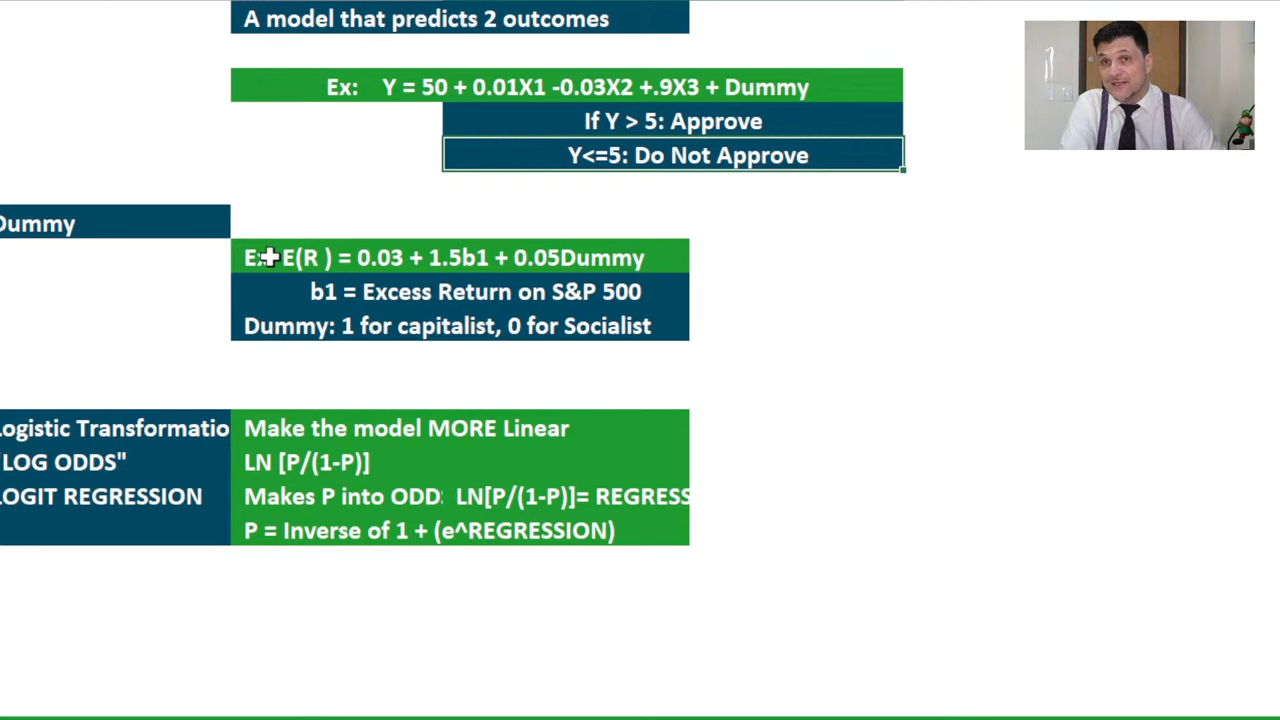 A model that predicts 2 outcomes
Ex: Y = 50 + 0.01X1 -0.03X2 +.9X3 + Dummy
If Y > 5: Approve
Y<=5: Do Not Approve
Dummy
E(R ) = 0.03 + 1.5b1 + 0.05Dummy
b1 = Excess Return on S&P 500
Dummy: 1 for capitalist, 0 for Socialist
Logistic Transformatio Make the model MORE Linear
"LOG ODDS" LN [P/(1-P)]
LOGIT REGRESSION Makes P into ODD LN[P/(1-P)]= REGRESS
P = Inverse of 1 + (e^REGRESSION)